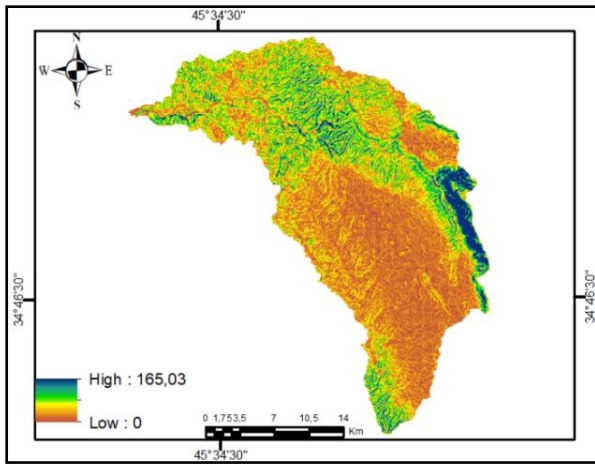 45°34'30"
N
W E
S
34°46'30"
34°46'30"
High : 165,03
Low : 0
0 1,75 3,5 7 10,5 14
Km
45°34'30"